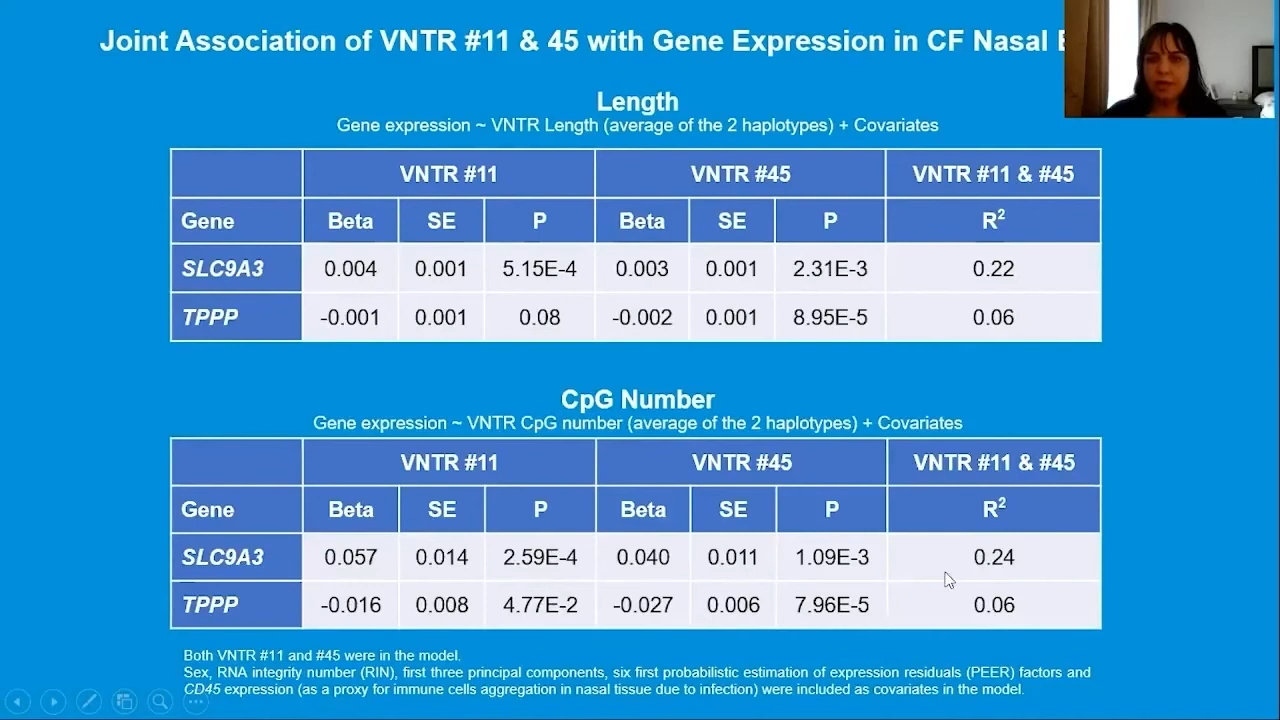 Joint Association of VNTR #11 & 45 with Gene Expression in CF Nasal
Length
Gene expression ~ VNTR Length (average of the 2 haplotypes) + Covariates
VNTR #11 VNTR #45 VNTR #11 & #45
Gene Beta SE P Beta SE P R²
SLC9A3 0.004 0.001 5.15E-4 0.003 0.001 2.31E-3 0.22
TPPP -0.001 0.001 0.08 -0.002 0.001 8.95E-5 0.06
CpG Number
Gene expression ~ VNTR CpG number (average of the 2 haplotypes) + Covariates
VNTR #11 VNTR #45 VNTR #11 & #45
Gene Beta SE P Beta SE P R²
SLC9A3 0.057 0.014 2.59E-4 0.040 0.011 1.09E-3 0.24
TPPP -0.016 0.008 4.77E-2 -0.027 0.006 7.96E-5 0.06
Both VNTR #11 and #45 were in the model.
Sex, RNA integrity number (RIN), first three principal components, six first probabilistic estimation of expression residuals (PEER) factors and
CD45 expression (as a proxy for immune cells aggregation in nasal tissue due to infection) were included as covariates in the model.